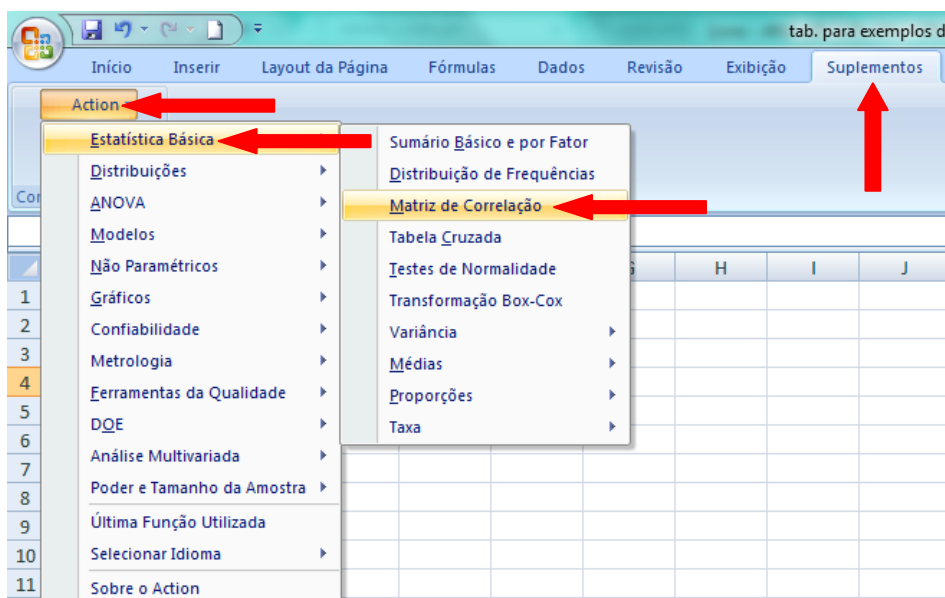 tab. para exemplos d
Início Inserir Layout da Página Fórmulas Dados Revisão Exibição Suplementos
Action
Estatística Básica
Distribuições
ANOVA
Modelos
Não Paramétricos
Gráficos
Confiabilidade
Metrologia
Ferramentas da Qualidade
DOE
Análise Multivariada
Poder e Tamanho da Amostra
Última Função Utilizada
Selecionar Idioma
Sobre o Action
Sumário Básico e por Fator
Distribuição de Frequências
Matriz de Correlação
Tabela Cruzada
Testes de Normalidade
Transformação Box-Cox
Variância
Médias
Proporções
Taxa
Cor
H I J
1
2
3
4
5
6
7
8
9
10
11